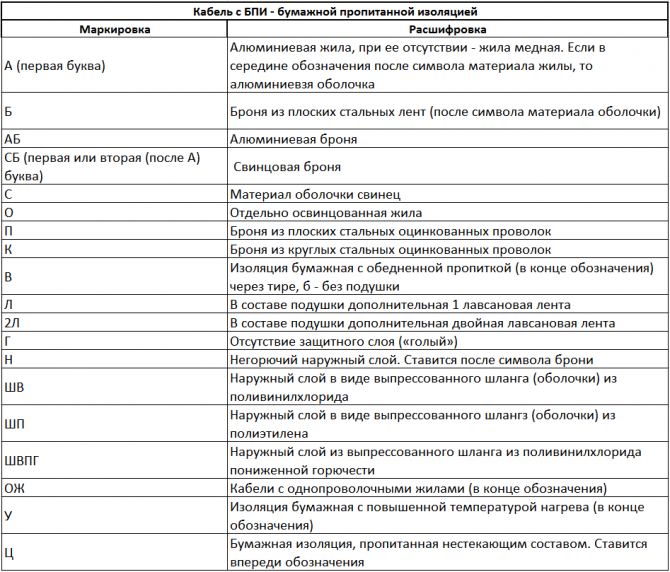 Кабель с БПИ - бумажной пропитанной изоляцией
Маркировка Расшифровка
А (первая буква) Алюминиевая жила, при ее отсутствии - жила медная. Если в
середине обозначения после символа материала жилы, то
алюминиевзя оболочка
Б Броня из плоских стальных лент (после символа материала оболочки)
АБ Алюминиевая броня
СБ (первая или вторая (после А)
буква) Свинцовая броня
С Материал оболочки свинец
О Отдельно освинцованная жила
П Броня из плоских стальных оцинкованных проволок
К Броня из круглых стальных оцинкованных проволок
В Изоляция бумажная с обедненной пропиткой (в конце обозначения)
через тире, б - без подушки
Л В составе подушки дополнительная 1 лавсановая лента
2Л В составе подушки дополнительная двойная лавсановая лента
Г Отсутствие защитного слоя («голый»)
Н Негорючий наружный слой. Ставится после символа брони
ШВ Наружный слой в виде выпрессованного шланга (оболочки) из
поливинилхлорида
ШП Наружный слой в виде выпрессованного шлангз (оболочки) из
полиэтилена
ШВПГ Наружный слой из выпрессованного шланга из поливинилхлорида
пониженной горючести
ОЖ Кабели с однопроволочными жилами (в конце обозначения)
У Изоляция бумажная с повышенной температурой нагрева (в конце
обозначения)
Ц Бумажная изоляция, пропитанная нестекающим составом. Ставится
впереди обозначения